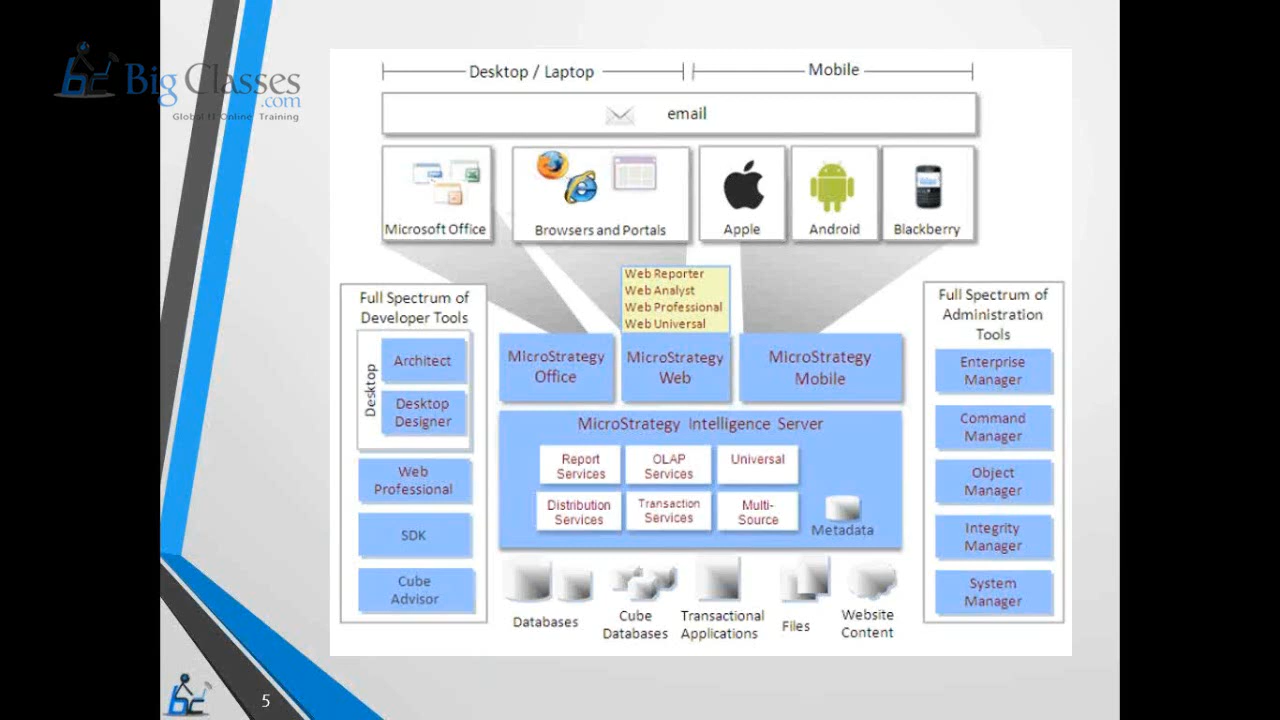 Big Classes
.com
Global IT Online Training
Desktop / Laptop
Mobile
email
Microsoft Office
Browsers and Portals
Apple
Android
Blackberry
Web Reporter
Web Analyst
Web Professional
Web Universal
Full Spectrum of
Developer Tools
Desktop
Architect
Desktop
Designer
Web
Professional
SDK
Cube
Advisor
MicroStrategy
Office
MicroStrategy
Web
MicroStrategy
Mobile
MicroStrategy Intelligence Server
Report
Services
OLAP
Services
Universal
Distribution
Services
Transaction
Services
Multi-
Source
Metadata
Databases
Cube
Databases
Transactional
Applications
Files
Website
Content
Full Spectrum of
Administration
Tools
Enterprise
Manager
Command
Manager
Object
Manager
Integrity
Manager
System
Manager
5